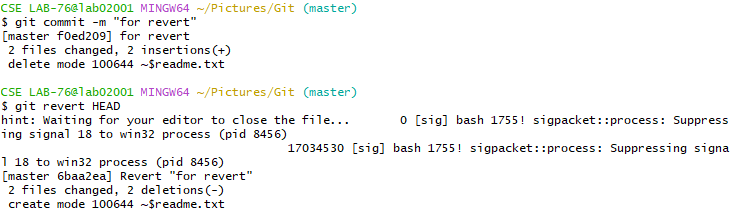 CSE LAB-76@lab02001 MINGW64 ~/Pictures/Git (master)
$ git commit -m "for revert"
[master f0ed209] for revert
 2 files changed, 2 insertions(+)
 delete mode 100644 ~$readme.txt

CSE LAB-76@lab02001 MINGW64 ~/Pictures/Git (master)
$ git revert HEAD
hint: Waiting for your editor to close the file...       0 [sig] bash 1755! sigpacket::process: Suppress
ing signal 18 to win32 process (pid 8456)
                                         17034530 [sig] bash 1755! sigpacket::process: Suppressing signa
l 18 to win32 process (pid 8456)
[master 6baa2ea] Revert "for revert"
 2 files changed, 2 deletions(-)
 create mode 100644 ~$readme.txt